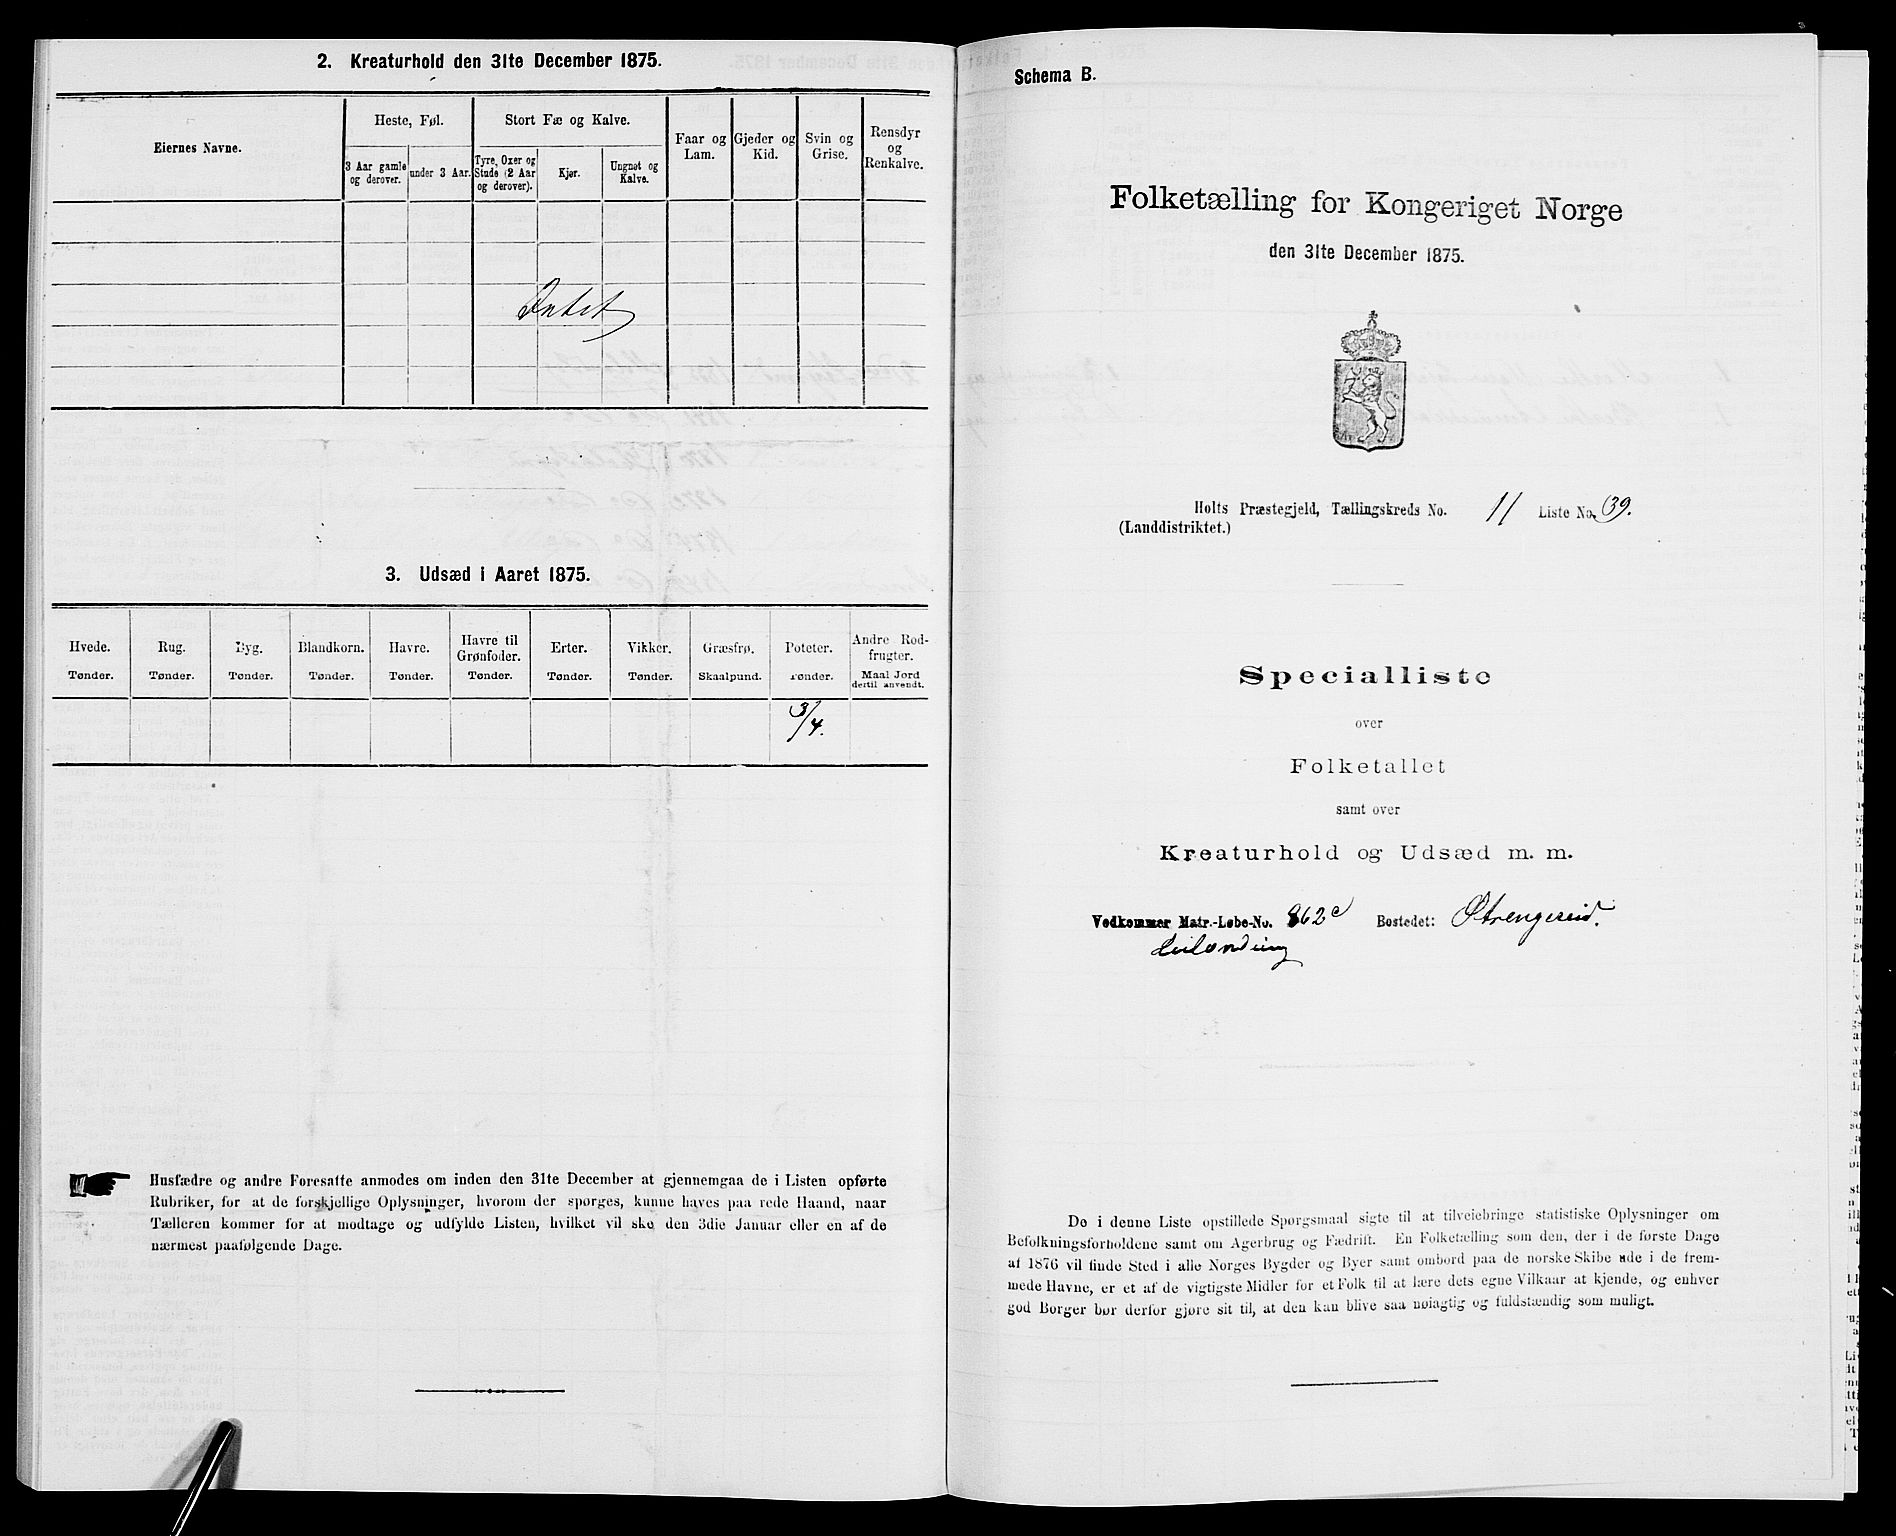 2. Kreaturhold den 31te December 1875.
Eiernes Navne.
Heste, Føl.
Stort Fæ og Kalve.
Faar og
Lam.
Gjeder og
Kid.
Svin og
Grise.
Rensdyr
og
Renkalve.
3 Aar gamle
og derover.
under 3 Aar.
Tyre, Oxer og
Stude (2 Aar
og derover).
Kjør.
Ungnøt og
Kalve.
Intet
3. Udsæd i Aaret 1875.
Hvede.
Tønder.
Rug.
Tønder.
Byg.
Tønder.
Blandkorn.
Tønder.
Havre.
Tønder.
Havre til
Grønfoder.
Tønder.
Erter.
Tønder.
Vikker.
Tønder.
Græsfrø.
Skaalpund.
Poteter.
Tønder.
Andre Rod-
frugter.
Maal Jord
dertil anvendt.
3/4.
Husfædre og andre Foresatte anmodes om inden den 31te December at gjennemgaa de i Listen opførte
Rubriker, for at de forskjellige Oplysninger, hvorom der spørges, kunne haves paa rede Haand, naar
Tælleren kommer for at modtage og udfylde Listen, hvilket vil ske den 3die Januar eller en af de
nærmest paafølgende Dage.
Schema B.
Folketælling for Kongeriget Norge
den 31te December 1875.
Holts Præstegjeld, Tællingskreds No. 11 Liste No. 39.
(Landdistriktet.)
Specialliste
over
Folketallet
samt over
Kreaturhold og Udsæd m. m.
Vedkommer Matr.-Løbe-No. 862c Bostedet: Strengereid.
De i denne Liste opstillede Spørgsmaal sigte til at tilveiebringe statistiske Oplysninger om
Befolkningsforholdene samt om Agerbrug og Fædrift. En Folketælling som den, der i de første Dage
af 1876 vil finde Sted i alle Norges Bygder og Byer samt ombord paa de norske Skibe ude i de frem-
mede Havne, er et af de vigtigste Midler for et Folk til at lære dets egne Vilkaar at kjende, og enhver
god Borger bør derfor gjøre sit til, at den kan blive saa nøiagtig og fuldstændig som muligt.